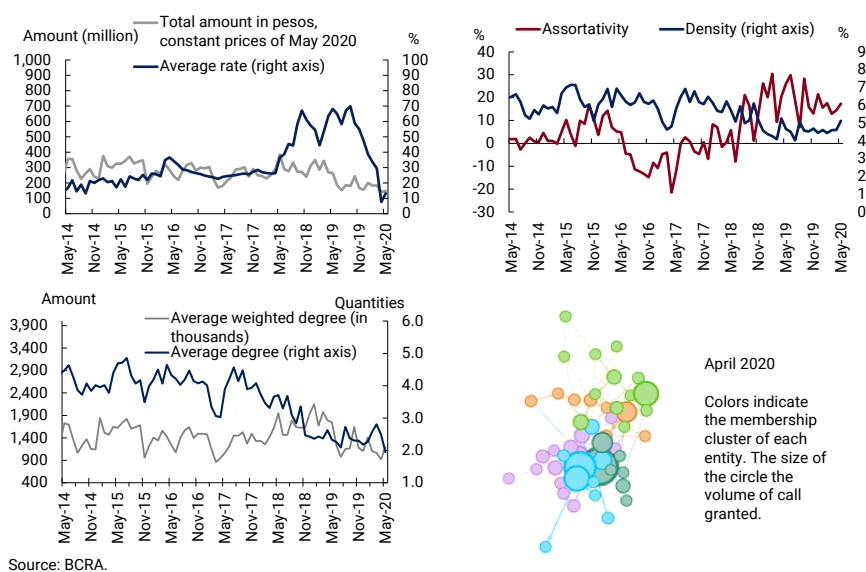 Amount (million)
Total amount in pesos,
constant prices of May 2020
%
Average rate (right axis)
1,000
900
800
700
600
500
400
300
200
100
100
90
80
70
60
50
40
30
20
10
0
May-14
Nov-14
May-15
Nov-15
May-16
Nov-16
May-17
Nov-17
May-18
Nov-18
May-19
Nov-19
May-20
%
Assortativity
Density (right axis)
%
40
30
20
10
0
-10
-20
-30
9
8
7
6
5
4
3
2
1
0
May-14
Nov-14
May-15
Nov-15
May-16
Nov-16
May-17
Nov-17
May-18
Nov-18
May-19
Nov-19
May-20
Amount
Quantities
Average weighted degree (in
thousands)
Average degree (right axis)
3,900
3,400
2,900
2,400
1,900
1,400
900
400
6.0
5.0
4.0
3.0
2.0
1.0
May-14
Nov-14
May-15
Nov-15
May-16
Nov-16
May-17
Nov-17
May-18
Nov-18
May-19
Nov-19
May-20
April 2020
Colors indicate
the membership
cluster of each
entity. The size of
the circle the
volume of call
granted.
Source: BCRA.